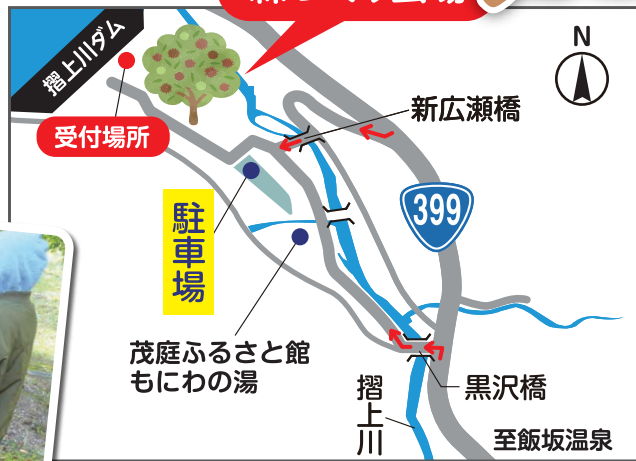 摺上川ダム
受付場所
N
新広瀬橋
399
駐車場
茂庭ふるさと館
もにわの湯
摺上川
黒沢橋
至飯坂温泉